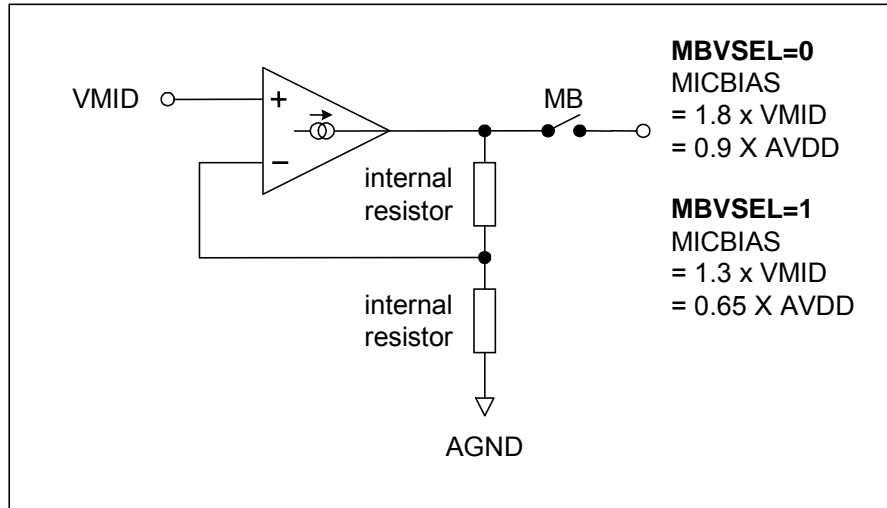 MBVSEL=0
MICBIAS
= 1.8 x VMID
= 0.9 X AVDD
MBVSEL=1
MICBIAS
= 1.3 x VMID
= 0.65 X AVDD
VMID
+
−
MB
internal
resistor
internal
resistor
AGND